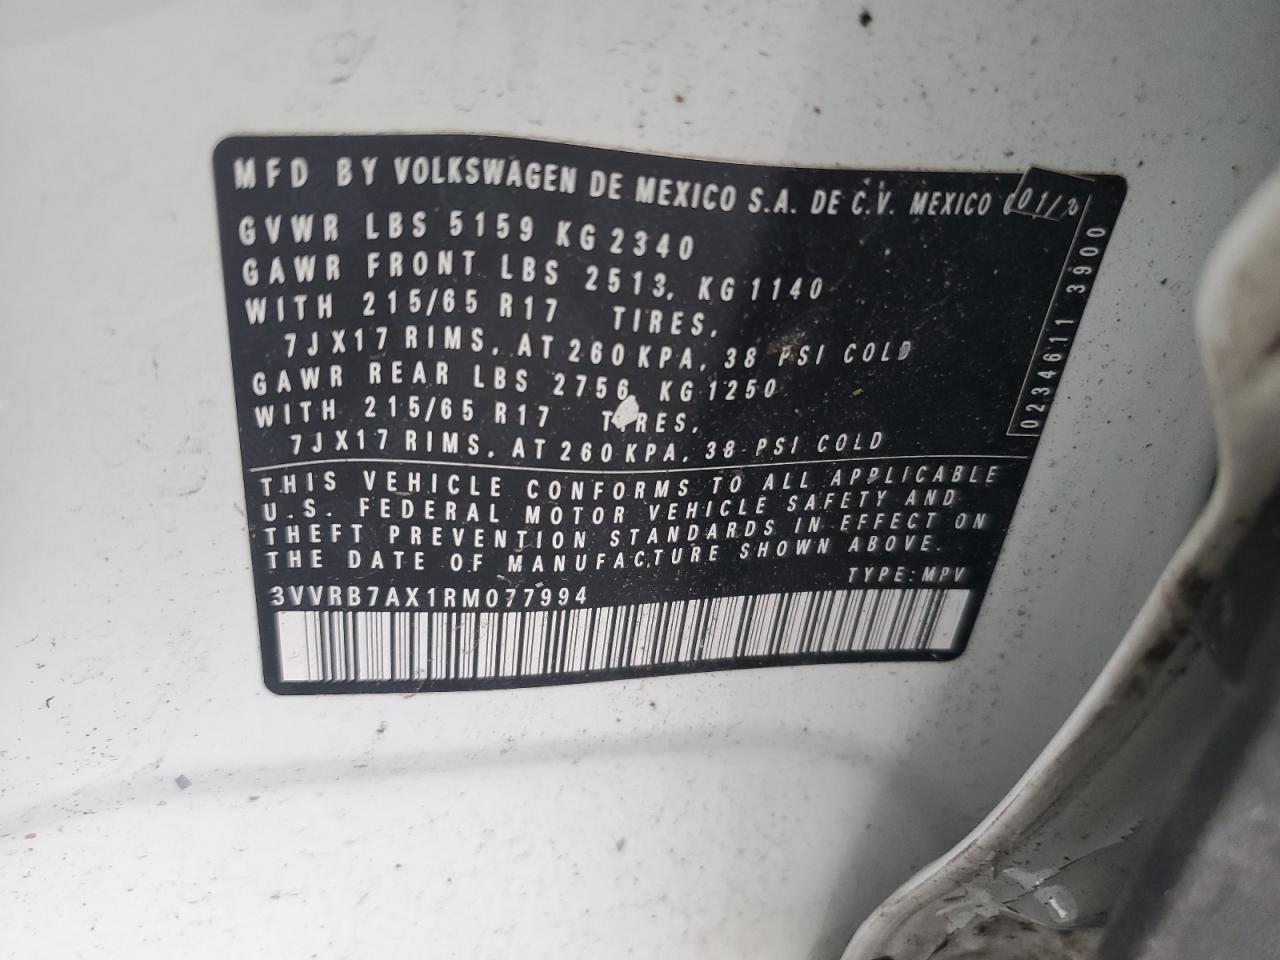 MFD BY VOLKSWAGEN DE MEXICO S.A. DE C.V. MEXICO
GVWR LBS 5159 KG 2340
GAWR FRONT LBS 2513, KG 1140
WITH 215/65 R17 TIRES,
7JX17 RIMS, AT 260 KPA, 38 PSI COLD
GAWR REAR LBS 2756, KG 1250
WITH 215/65 R17 TIRES,
7JX17 RIMS, AT 260 KPA, 38 PSI COLD
THIS VEHICLE CONFORMS TO ALL APPLICABLE
U.S. FEDERAL MOTOR VEHICLE SAFETY AND
THEFT PREVENTION STANDARDS IN EFFECT ON
THE DATE OF MANUFACTURE SHOWN ABOVE.
TYPE: MPV
3VVRB7AX1RM077994
0234611 3900